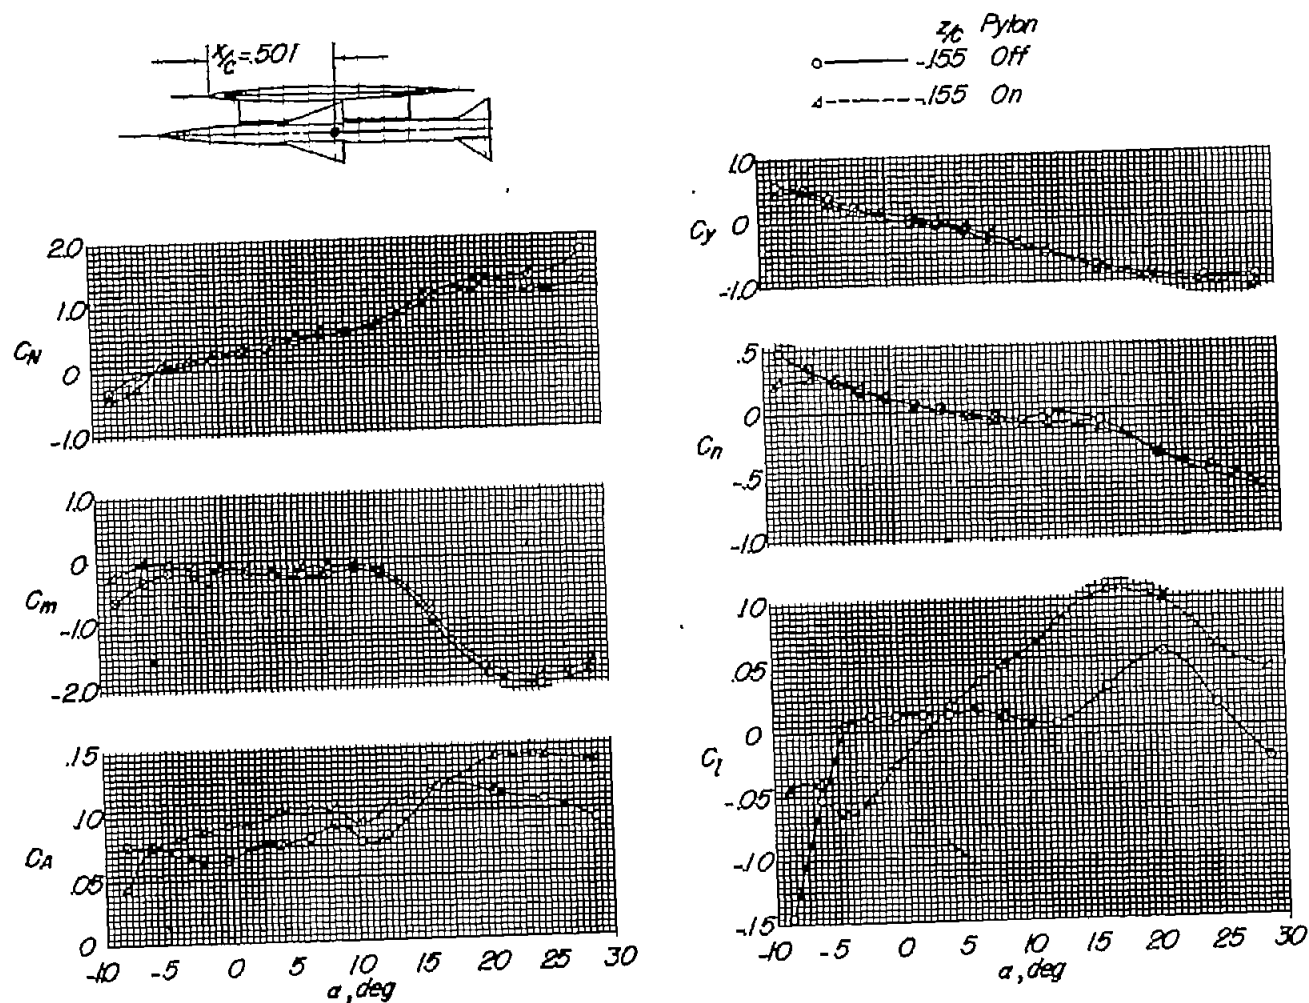 x/c = .501
z/c Pylon
-.155 Off
-.155 On
2.0
1.0
0
-1.0
C_N
1.0
0
-1.0
-2.0
C_m
.15
.10
.05
0
C_A
-10 -5 0 5 10 15 20 25 30
α, deg
1.0
0
-1.0
C_y
.5
0
-.5
-1.0
C_n
.10
.05
0
-.05
-.10
-.15
C_l
-10 -5 0 5 10 15 20 25 30
α, deg